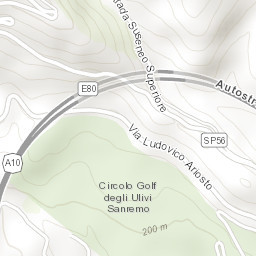 Strada Suseneo Superiore
E80
Autostr
Via Ludovico Ariosto
SP56
A10
Circolo Golf
degli Ulivi
Sanremo
200 m